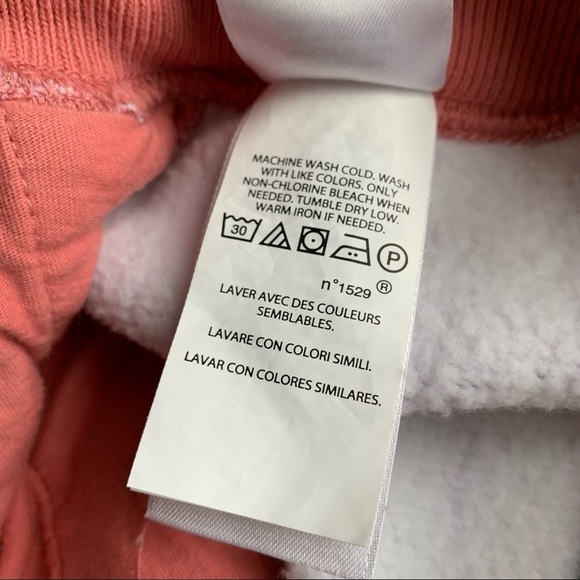 MACHINE WASH COLD. WASH
WITH LIKE COLORS, ONLY
NON-CHLORINE BLEACH WHEN
NEEDED. TUMBLE DRY LOW.
WARM IRON IF NEEDED.
30 P
n°1529 ®
LAVER AVEC DES COULEURS
SEMBLABLES.
LAVARE CON COLORI SIMILI.
LAVAR CON COLORES SIMILARES.